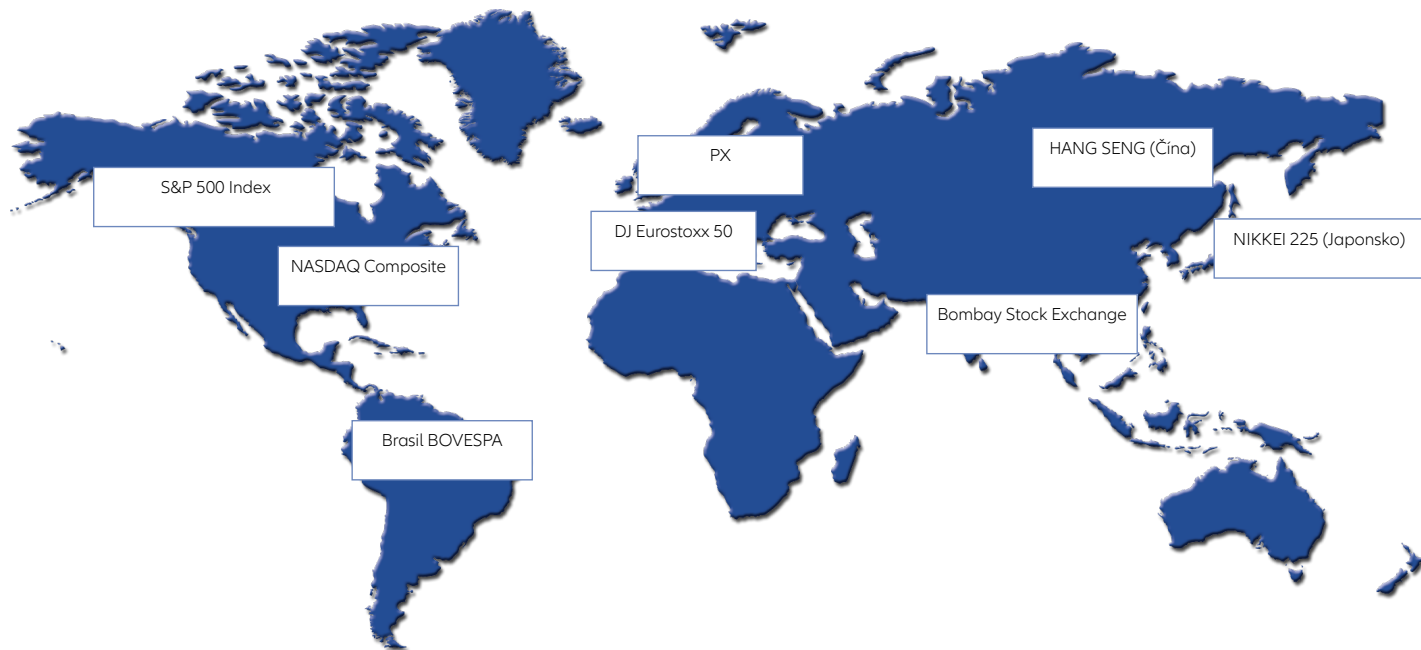 PX
HANG SENG (Čína)
S&P 500 Index
DJ Eurostoxx 50
NIKKEI 225 (Japonsko)
NASDAQ Composite
Bombay Stock Exchange
Brasil BOVESPA